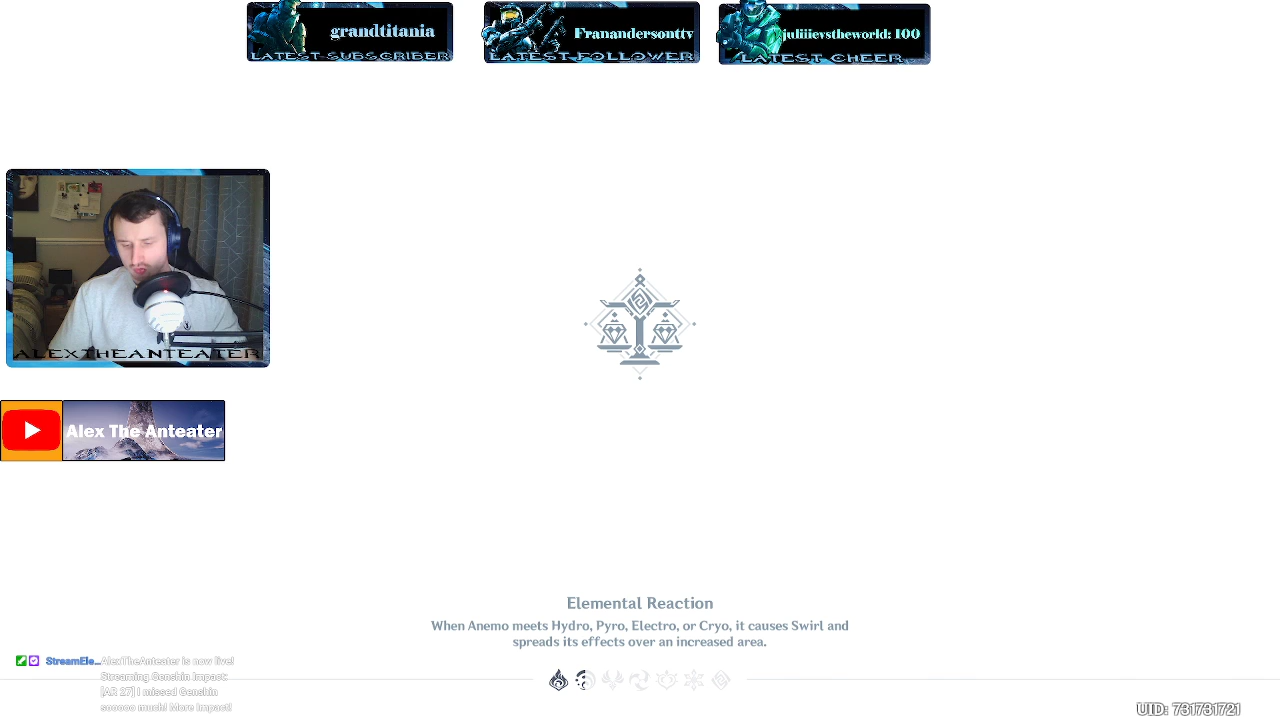 grandtitania
LATEST SUBSCRIBER
Franandersonttv
LATEST FOLLOWER
juliiievstheworld: 100
LATEST CHEER
ALEXTHEANTEATER
Alex The Anteater
Elemental Reaction
When Anemo meets Hydro, Pyro, Electro, or Cryo, it causes Swirl and
spreads its effects over an increased area.
StreamEle... AlexTheAnteater is now live!
Streaming Genshin Impact:
[AR 27] I missed Genshin
sooooo much! More Impact!
UID: 731731721